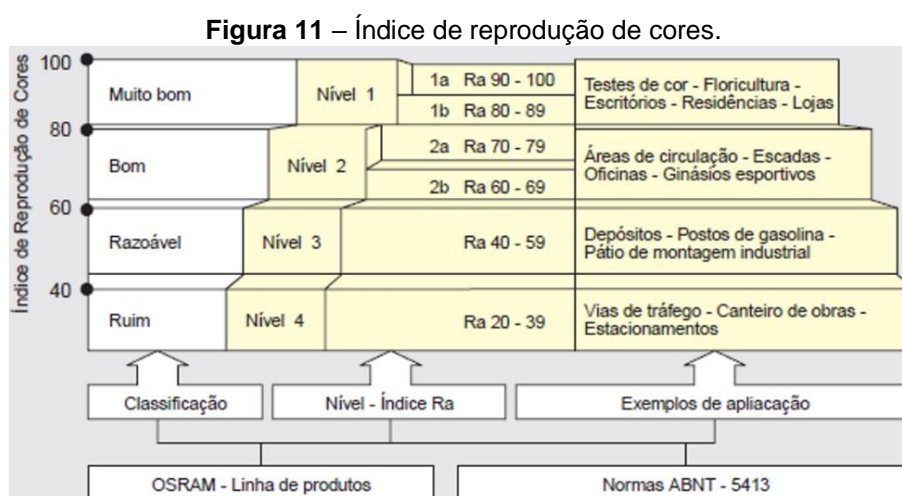 Figura 11 – Índice de reprodução de cores.
Índice de Reprodução de Cores
100
80
60
40
Muito bom
Nível 1
1a Ra 90 - 100
1b Ra 80 - 89
Testes de cor - Floricultura -
Escritórios - Residências - Lojas
Bom
Nível 2
2a Ra 70 - 79
2b Ra 60 - 69
Áreas de circulação - Escadas -
Oficinas - Ginásios esportivos
Razoável
Nível 3
Ra 40 - 59
Depósitos - Postos de gasolina -
Pátio de montagem industrial
Ruim
Nível 4
Ra 20 - 39
Vias de tráfego - Canteiro de obras -
Estacionamentos
Classificação
Nível - Índice Ra
Exemplos de apliacação
OSRAM - Linha de produtos
Normas ABNT - 5413